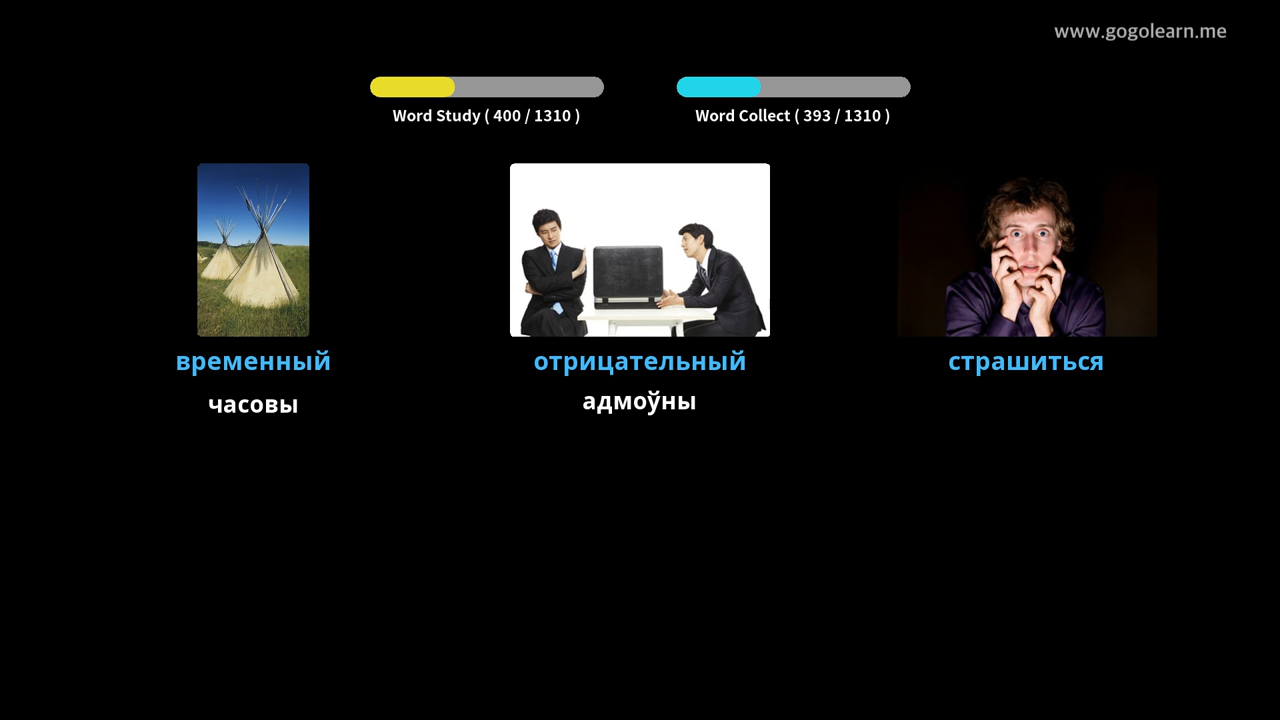 www.gogolearn.me
Word Study ( 400 / 1310 )
Word Collect ( 393 / 1310 )
временный
отрицательный
страшиться
часовы
адмоўны